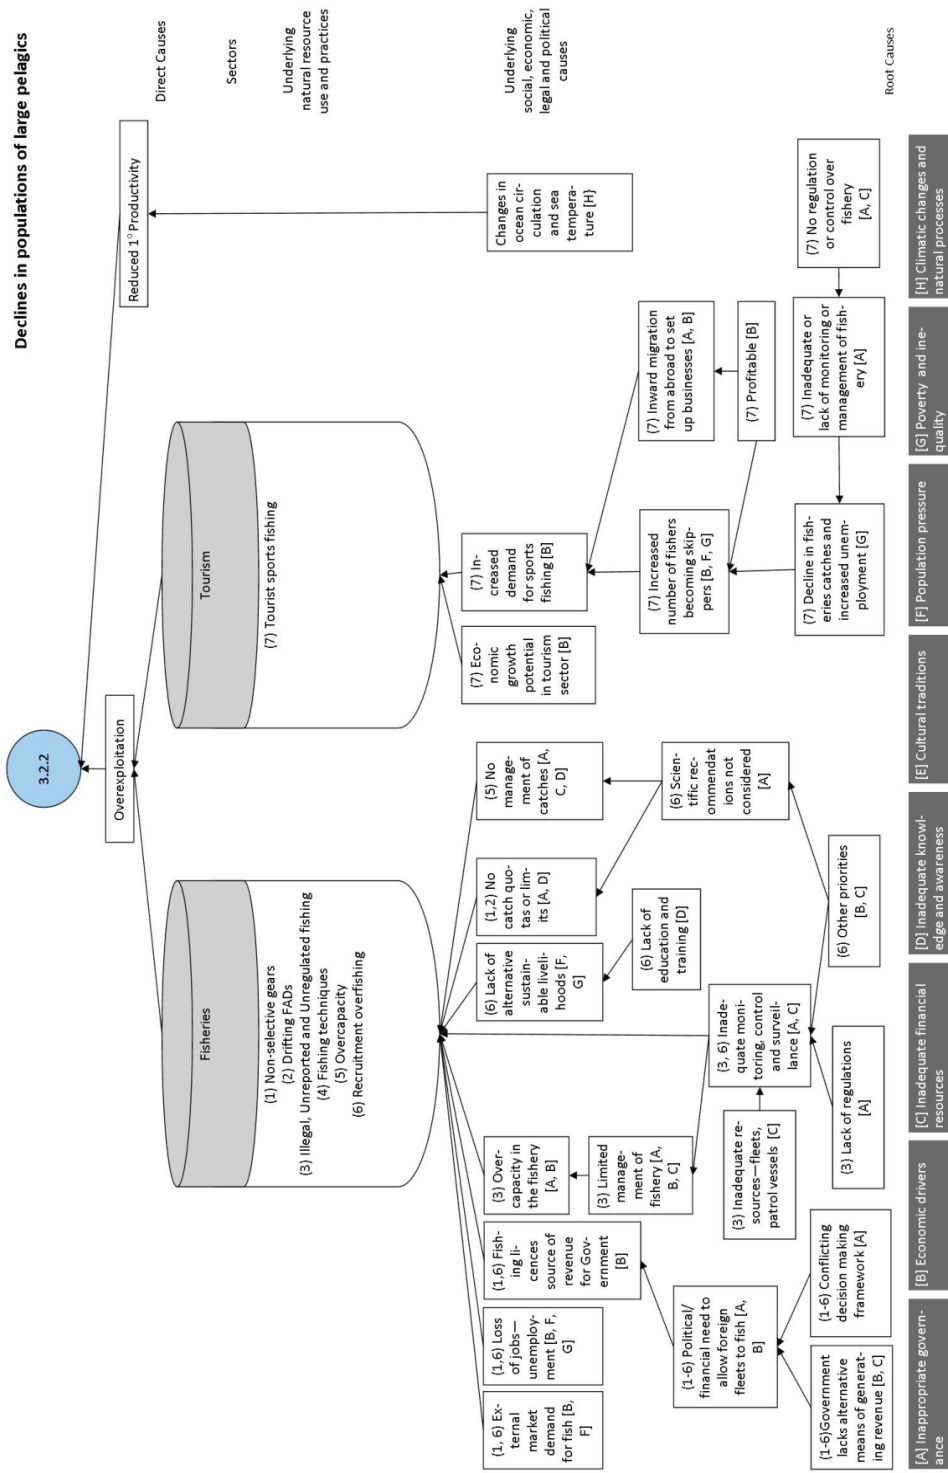 Declines in populations of large pelagics
Direct Causes
Sectors
Underlying
natural resource
use and practices
Underlying
social, economic,
legal and political
causes
Root Causes
3.2.2
Overexploitation
Reduced 1° Productivity
Fisheries
(1) Non-selective gears
(2) Drifting FADs
(3) Illegal, Unreported and Unregulated fishing
(4) Fishing techniques
(5) Overcapacity
(6) Recruitment overfishing
Tourism
(7) Tourist sports fishing
(1, 6) Ex-
ternal
market
demand
for fish [B,
F]
(1,6) Loss
of jobs—
unemploy-
ment [B, F,
G]
(1,6) Fish-
ing li-
cences
source of
revenue
for Gov-
ernment
[B]
(3) Over-
capacity in
the fishery
[A, B]
(6) Lack of
alternative
sustain-
able liveli-
hoods [F,
G]
(1,2) No
catch quo-
tas or lim-
its [A, D]
(5) No
manage-
ment of
catches [A,
C, D]
(7) Eco-
nomic
growth
potential
in tourism
sector [B]
(7) In-
creased
demand
for sports
fishing [B]
Changes in
ocean cir-
culation
and sea
tempera-
ture [H}
(3) Limited
manage-
ment of
fishery [A,
B, C]
(6) Lack of
education and
training [D]
(6) Scien-
tific rec-
ommendat
ions not
considered
[A]
(7) Increased
number of fishers
becoming skip-
pers [B, F, G]
(7) Inward migration
from abroad to set
up businesses [A, B]
(1-6) Political/
financial need to
allow foreign
fleets to fish [A,
B]
(3) Inadequate re-
sources—fleets,
patrol vessels [C]
(3, 6) Inade-
quate moni-
toring, control
and surveil-
lance [A, C]
(7) Profitable [B]
(1-6)Government
lacks alternative
means of generat-
ing revenue [B, C]
(1-6) Conflicting
decision making
framework [A]
(3) Lack of regulations
[A]
(6) Other priorities
[B, C]
(7) Decline in fish-
eries catches and
increased unem-
ployment [G]
(7) Inadequate or
lack of monitoring or
management of fish-
ery [A]
(7) No regulation
or control over
fishery
[A, C]
[A] Inappropriate govern-
ance
[B] Economic drivers
[C] Inadequate financial
resources
[D] Inadequate knowl-
edge and awareness
[E] Cultural traditions
[F] Population pressure
[G] Poverty and ine-
quality
[H] Climatic changes and
natural processes